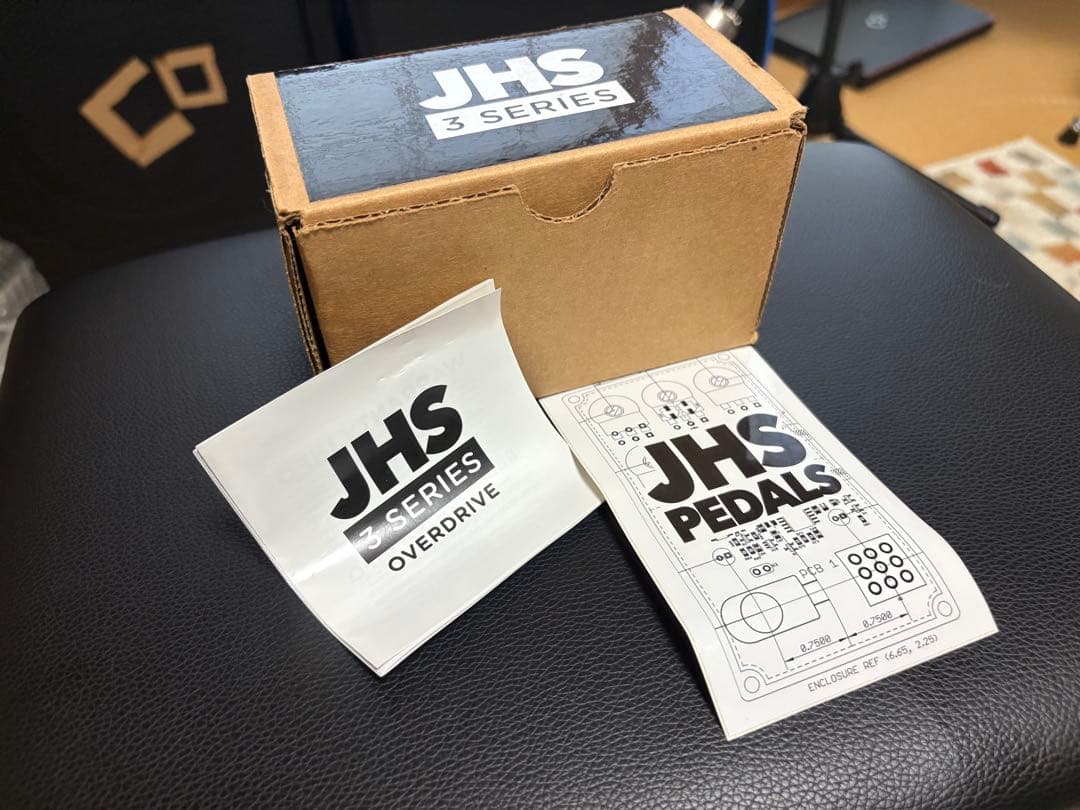 JHS
3 SERIES
JHS
3 SERIES
OVERDRIVE
JHS
PEDALS
PCB 1
0.7500
0.7500
ENCLOSURE REF (6.65, 2.25)